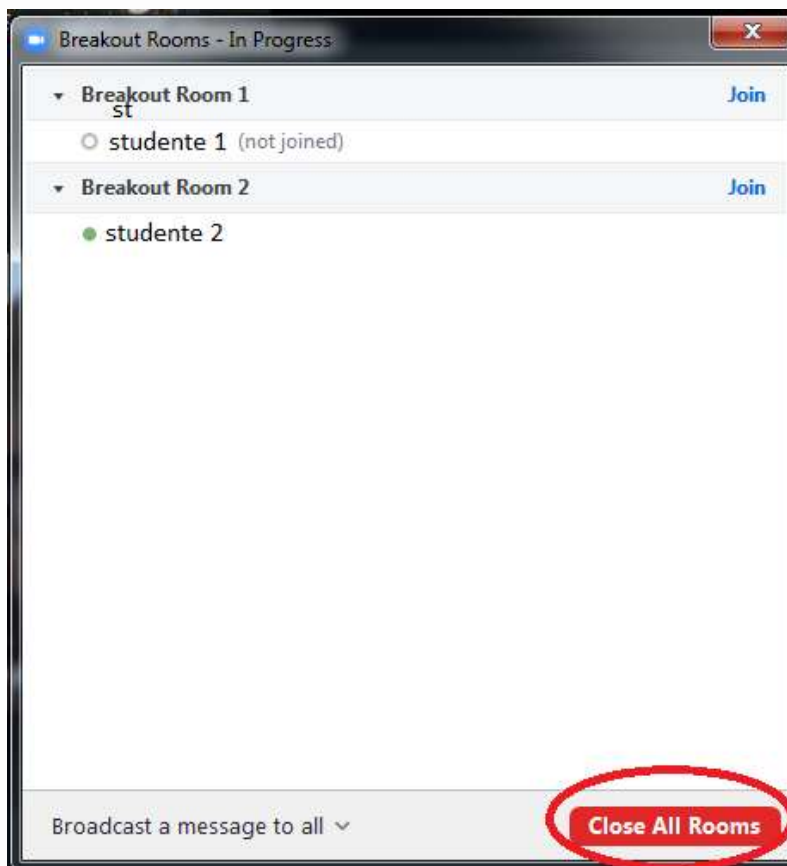 Breakout Rooms - In Progress
Breakout Room 1 Join
st
studente 1 (not joined)
Breakout Room 2 Join
studente 2
Broadcast a message to all Close All Rooms